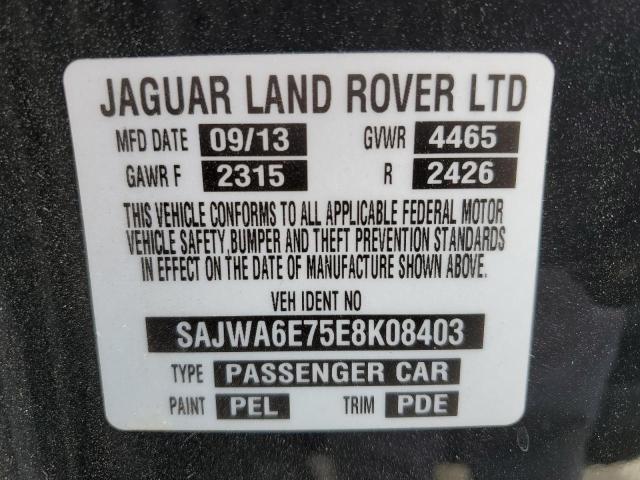 JAGUAR LAND ROVER LTD
MFD DATE 09/13 GVWR 4465
GAWR F 2315 R 2426
THIS VEHICLE CONFORMS TO ALL APPLICABLE FEDERAL MOTOR
VEHICLE SAFETY, BUMPER AND THEFT PREVENTION STANDARDS
IN EFFECT ON THE DATE OF MANUFACTURE SHOWN ABOVE.
VEH IDENT NO
SAJWA6E75E8K08403
TYPE PASSENGER CAR
PAINT PEL TRIM PDE